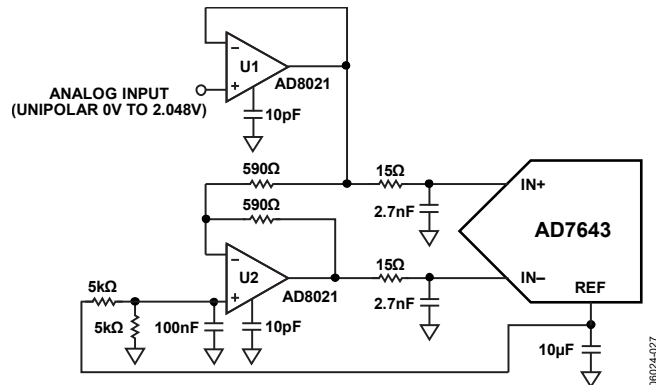 U1
AD8021
ANALOG INPUT
(UNIPOLAR 0V TO 2.048V)
10pF
590Ω
590Ω
15Ω
2.7nF
IN+
AD7643
U2
AD8021
15Ω
IN–
REF
5kΩ
5kΩ
100nF
10pF
2.7nF
10µF
06024-027
−
+
−
+